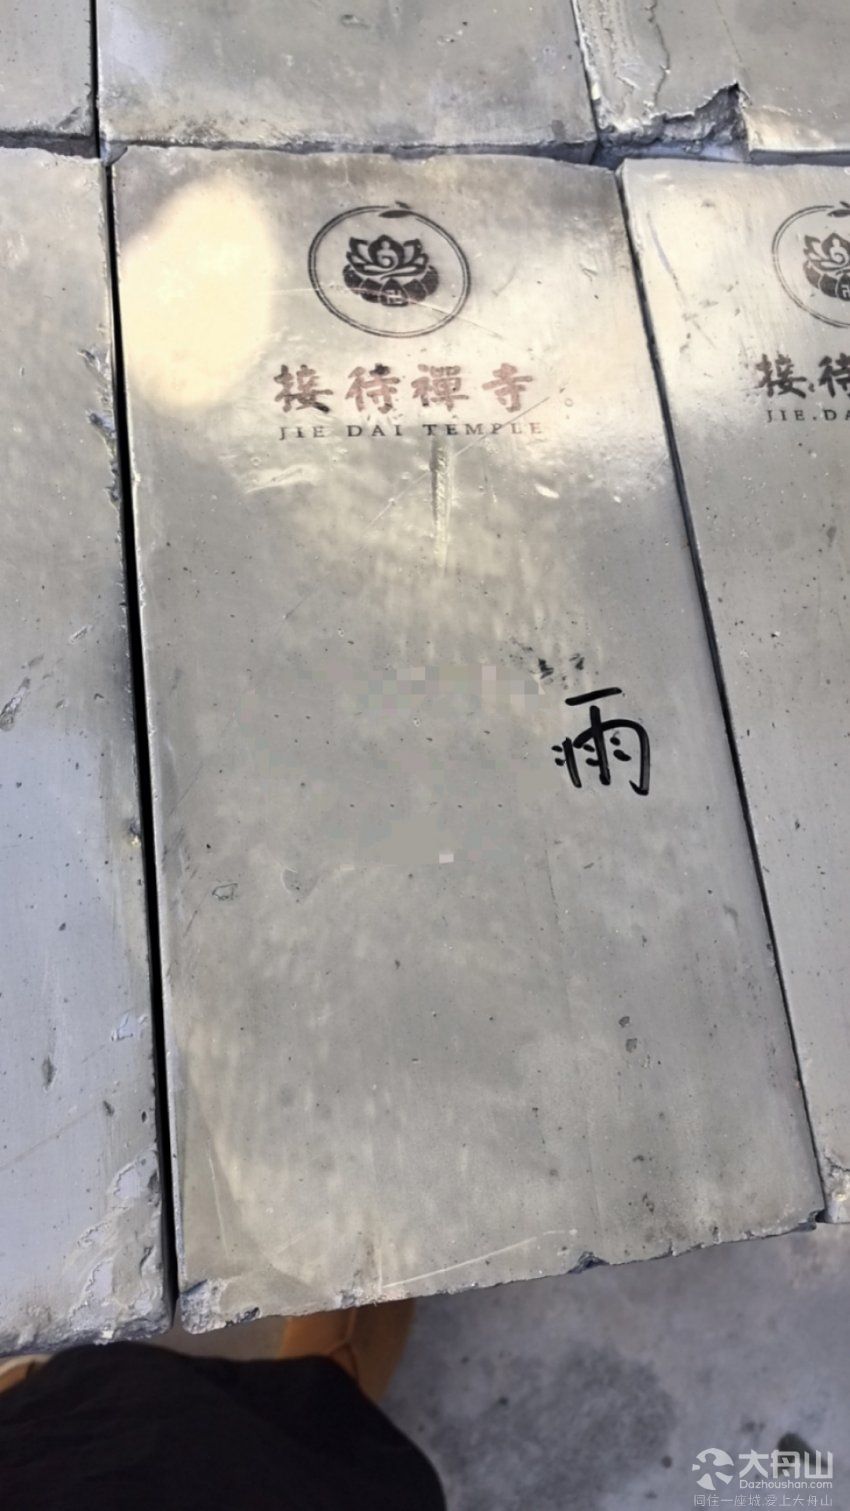 接待禪寺
JIE DAI TEMPLE
接待
JIE DA
雨
大舟山
Dazhoushan.com
同住一座城,爱上大舟山